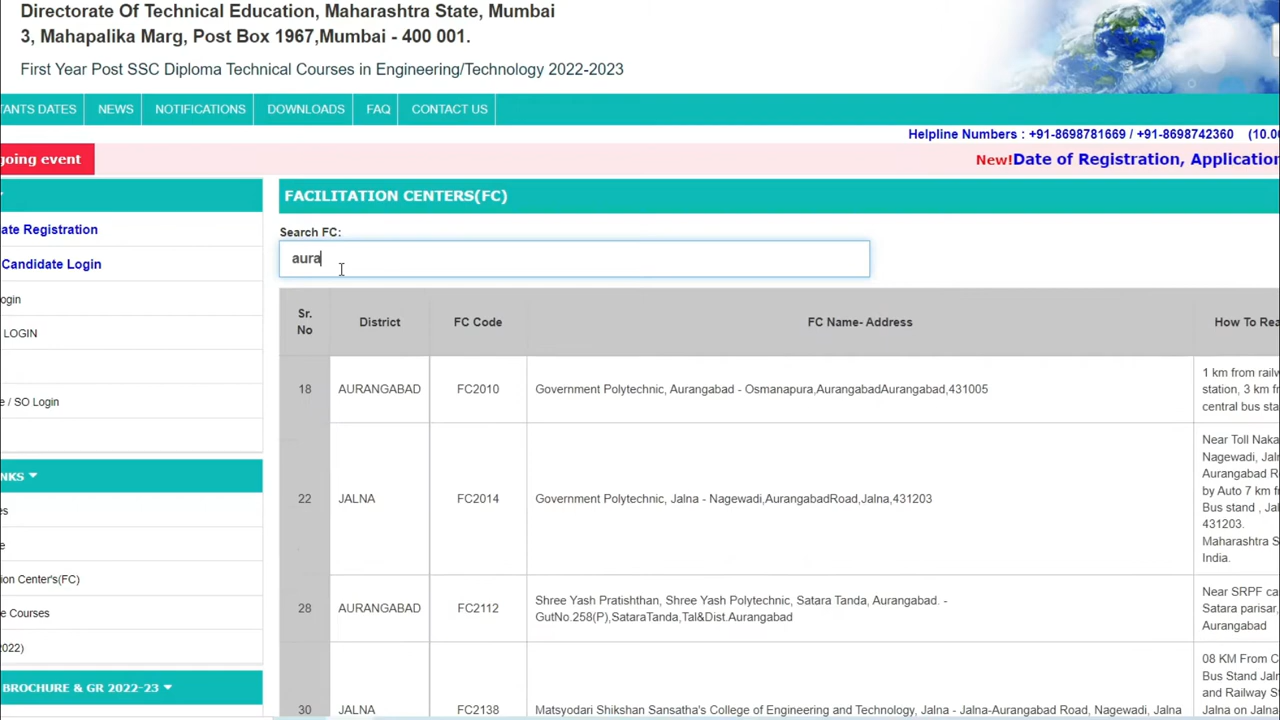 Directorate Of Technical Education, Maharashtra State, Mumbai
3, Mahapalika Marg, Post Box 1967,Mumbai - 400 001.
First Year Post SSC Diploma Technical Courses in Engineering/Technology 2022-2023
TANTS DATES NEWS NOTIFICATIONS DOWNLOADS FAQ CONTACT US
Helpline Numbers : +91-8698781669 / +91-8698742360 (10.00
going event
New!Date of Registration, Application
ate Registration
Candidate Login
ogin
LOGIN
e / SO Login
NKS
es
e
ion Center's(FC)
e Courses
2022)
BROCHURE & GR 2022-23
FACILITATION CENTERS(FC)
Search FC:
aura
Sr. No District FC Code FC Name- Address How To Rea
18 AURANGABAD FC2010 Government Polytechnic, Aurangabad - Osmanapura,AurangabadAurangabad,431005
1 km from railw
station, 3 km f
central bus sta
22 JALNA FC2014 Government Polytechnic, Jalna - Nagewadi,AurangabadRoad,Jalna,431203
Near Toll Naka
Nagewadi, Jaln
Aurangabad R
by Auto 7 km f
Bus stand , Jal
431203.
Maharashtra S
India.
28 AURANGABAD FC2112 Shree Yash Pratishthan, Shree Yash Polytechnic, Satara Tanda, Aurangabad. -
GutNo.258(P),SataraTanda,Tal&Dist.Aurangabad
Near SRPF ca
Satara parisar,
Aurangabad
30 JALNA FC2138 Matsyodari Shikshan Sansatha's College of Engineering and Technology, Jalna - Jalna-Aurangabad Road, Nagewadi, Jalna
08 KM From C
Bus Stand Jaln
and Railway S
Jalna on Jalna